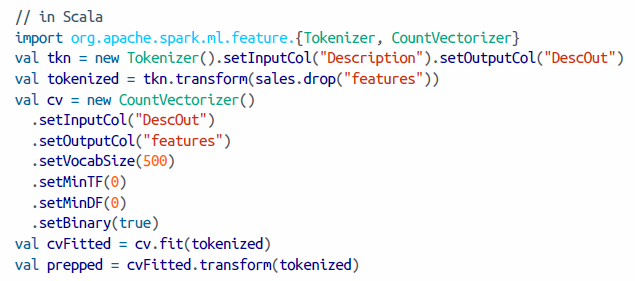 // in Scala
import org.apache.spark.ml.feature.{Tokenizer, CountVectorizer}
val tkn = new Tokenizer().setInputCol("Description").setOutputCol("DescOut")
val tokenized = tkn.transform(sales.drop("features"))
val cv = new CountVectorizer()
  .setInputCol("DescOut")
  .setOutputCol("features")
  .setVocabSize(500)
  .setMinTF(0)
  .setMinDF(0)
  .setBinary(true)
val cvFitted = cv.fit(tokenized)
val prepped = cvFitted.transform(tokenized)